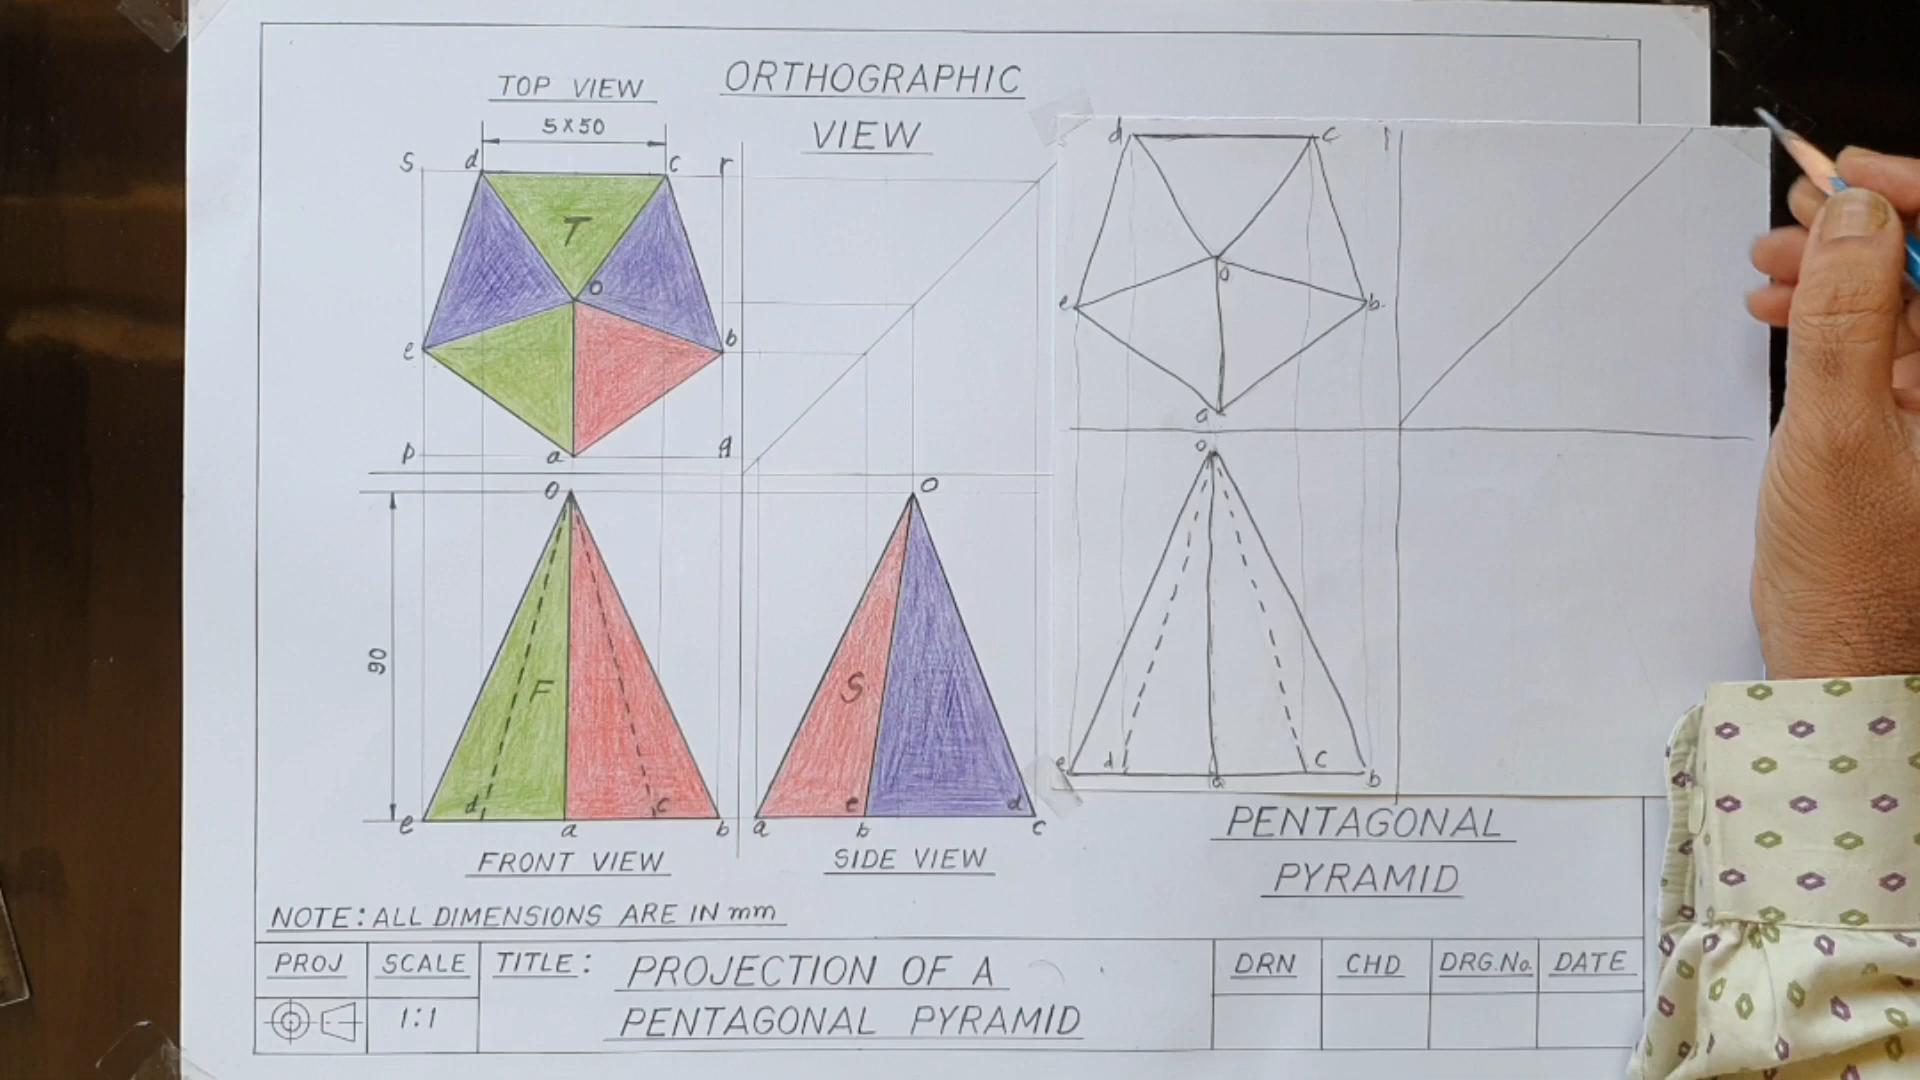 ORTHOGRAPHIC
VIEW
TOP VIEW
5X50
S d c r
T
o
e b
p a q
O
90
F
e d a c b
FRONT VIEW
O
S
a e b d c
SIDE VIEW
d c
o
e b
a
o
e d a c b
PENTAGONAL
PYRAMID
NOTE: ALL DIMENSIONS ARE IN mm
PROJ SCALE TITLE: PROJECTION OF A
PENTAGONAL PYRAMID
1:1
DRN CHD DRG.No. DATE